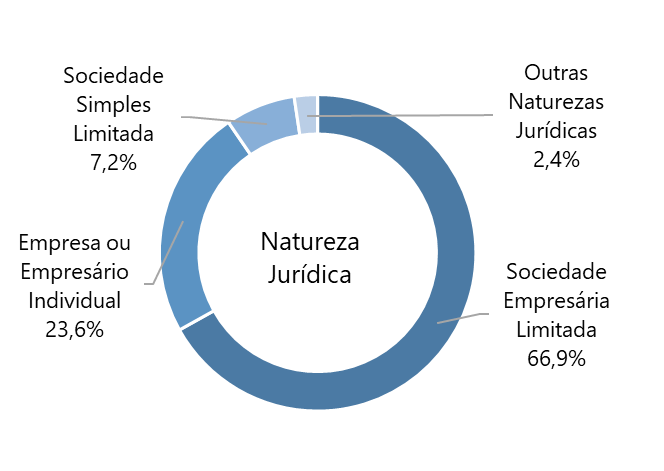 Sociedade
Simples
Limitada
7,2%
Outras
Naturezas
Jurídicas
2,4%
Empresa ou
Empresário
Individual
23,6%
Natureza
Jurídica
Sociedade
Empresária
Limitada
66,9%